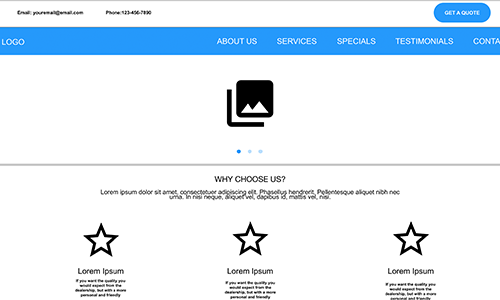 Email: youremail@email.com Phone:123-456-7890 GET A QUOTE
LOGO ABOUT US SERVICES SPECIALS TESTIMONIALS CONTA
WHY CHOOSE US?
Lorem ipsum dolor sit amet, consectetuer adipiscing elit. Phasellus hendrerit. Pellentesque aliquet nibh nec
urna. In nisi neque, aliquet vel, dapibus id, mattis vel, nisi.
Lorem Ipsum
If you want the quality you
would expect from the
dealership, but with a more
personal and friendly
Lorem Ipsum
If you want the quality you
would expect from the
dealership, but with a more
personal and friendly
Lorem Ipsum
If you want the quality you
would expect from the
dealership, but with a more
personal and friendly